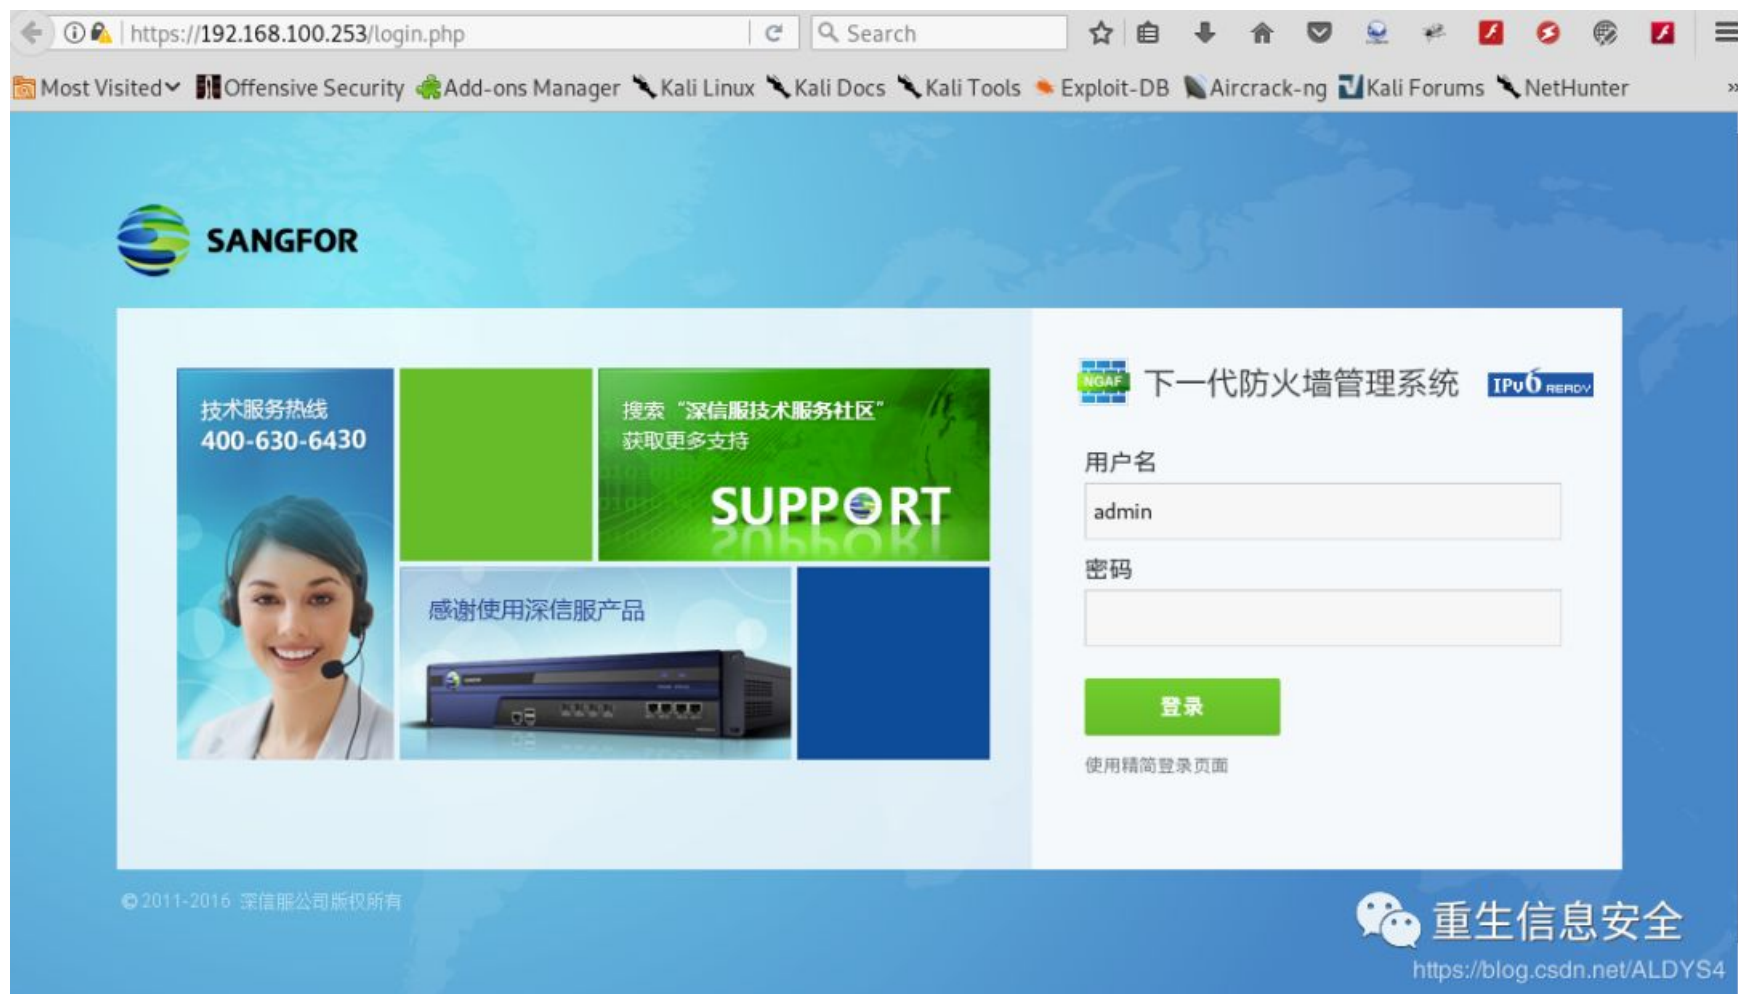 https://192.168.100.253/login.php
Search
Most Visited
Offensive Security
Add-ons Manager
Kali Linux
Kali Docs
Kali Tools
Exploit-DB
Aircrack-ng
Kali Forums
NetHunter
»
SANGFOR
技术服务热线
400-630-6430
搜索“深信服技术服务社区”
获取更多支持
SUPPORT
感谢使用深信服产品
NGAF
下一代防火墙管理系统
IPv6 READY
用户名
admin
密码
登录
使用精简登录页面
©2011-2016 深信服公司版权所有
重生信息安全
https://blog.csdn.net/ALDYS4